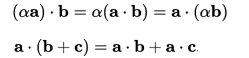 (αa) · b = α(a · b) = a · (αb)
a · (b + c) = a · b + a · c.